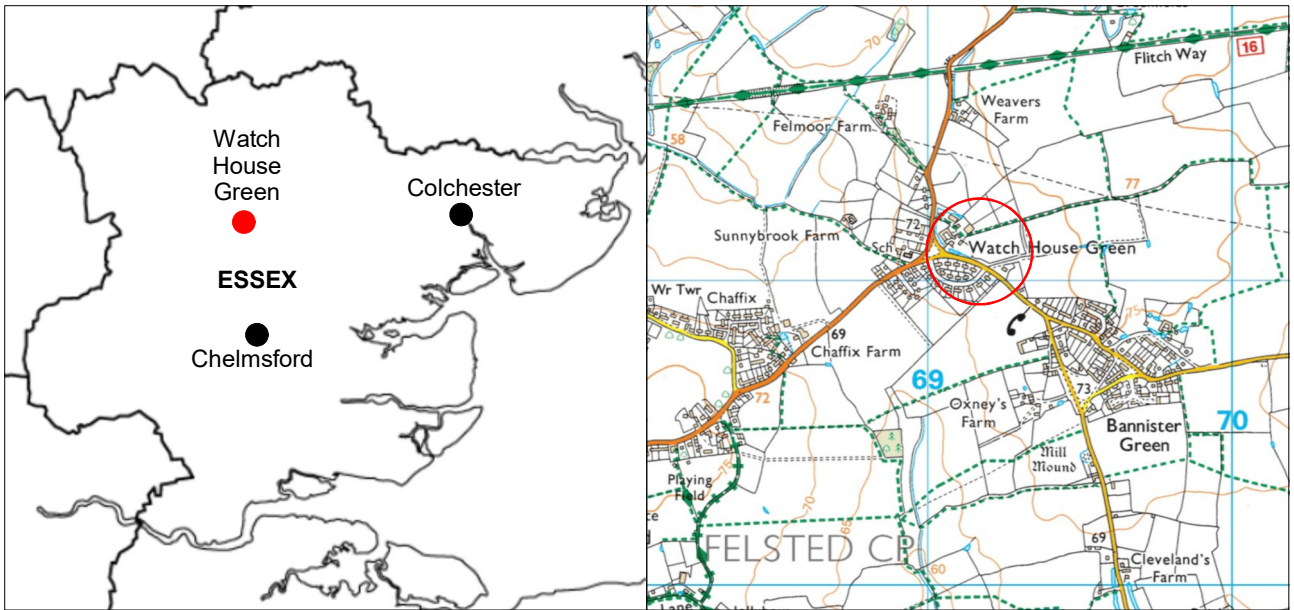 Watch
House
Green
Colchester
ESSEX
Chelmsford
70
16
Flitch Way
Weavers
Farm
Felmoor Farm
58
77
72
Sunnybrook Farm
Sch
Watch House Green
Wr Twr
Chaffix
69
Chaffix Farm
75
69
72
Oxney's
Farm
73
Bannister
Green
70
Mill
Mound
75
Playing
Field
70
65
FELSTED CP
60
69
Cleveland's
Farm
Lane